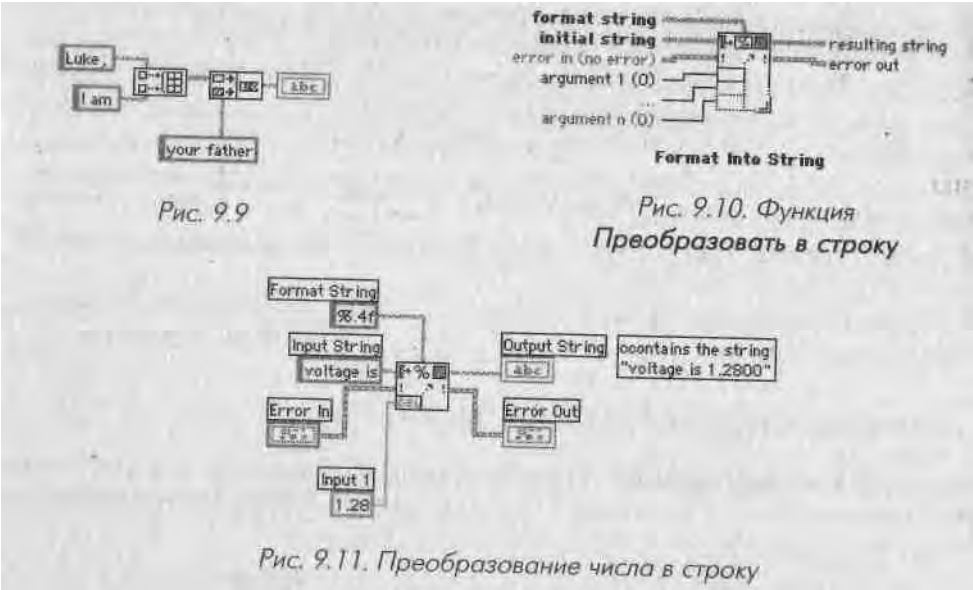 Luke,
I am
abc
your father
Рис. 9.9
format string
initial string
error in (no error)
argument 1 (0)
...
argument n (0)
resulting string
error out
Format Into String
Рис. 9.10. Функция
Преобразовать в строку
Format String
%.4f
Input String
voltage is
Error In
Input 1
1.28
Output String
abc
Error Out
ocontains the string
"voltage is 1.2800"
Рис. 9.11. Преобразование числа в строку